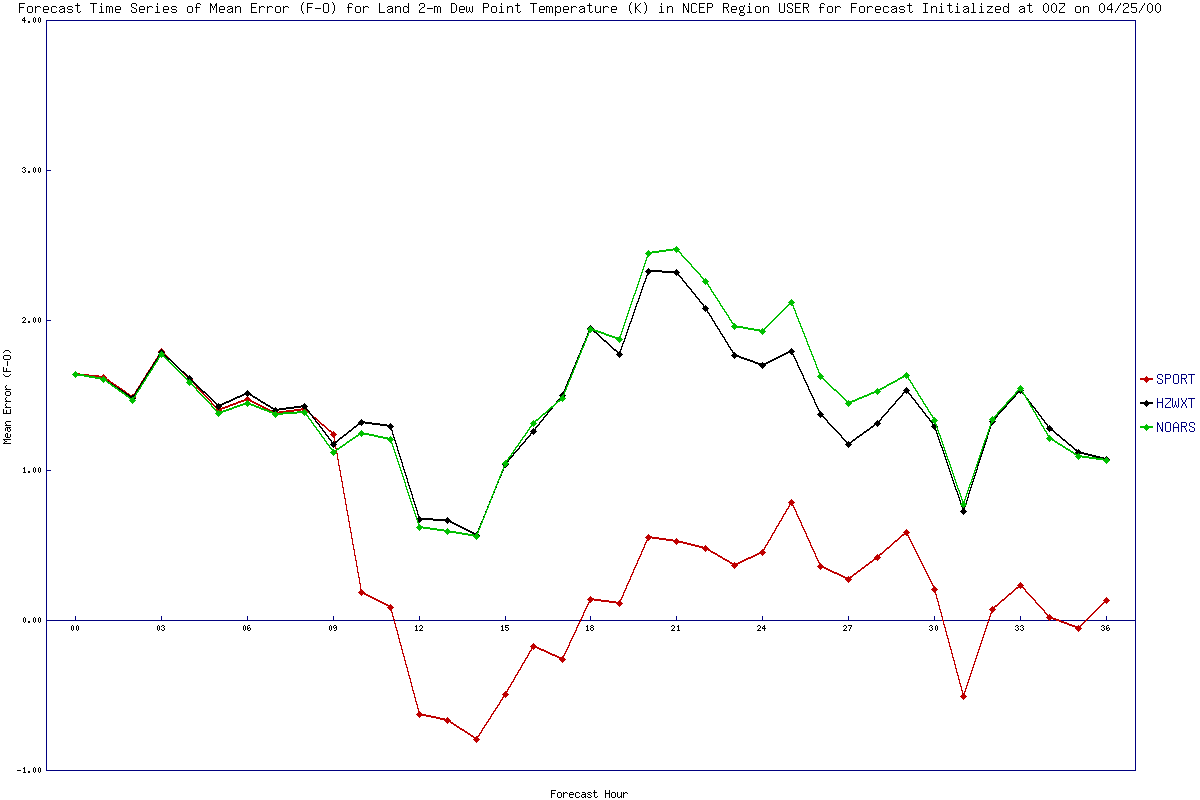 Forecast Time Series of Mean Error (F-O) for Land 2-m Dew Point Temperature (K) in NCEP Region USER for Forecast Initialized at 00Z on 04/25/00
4.00
3.00
2.00
1.00
0.00
-1.00
Mean Error (F-O)
00 03 06 09 12 15 18 21 24 27 30 33 36
Forecast Hour
SPORT
HZWXT
NOARS